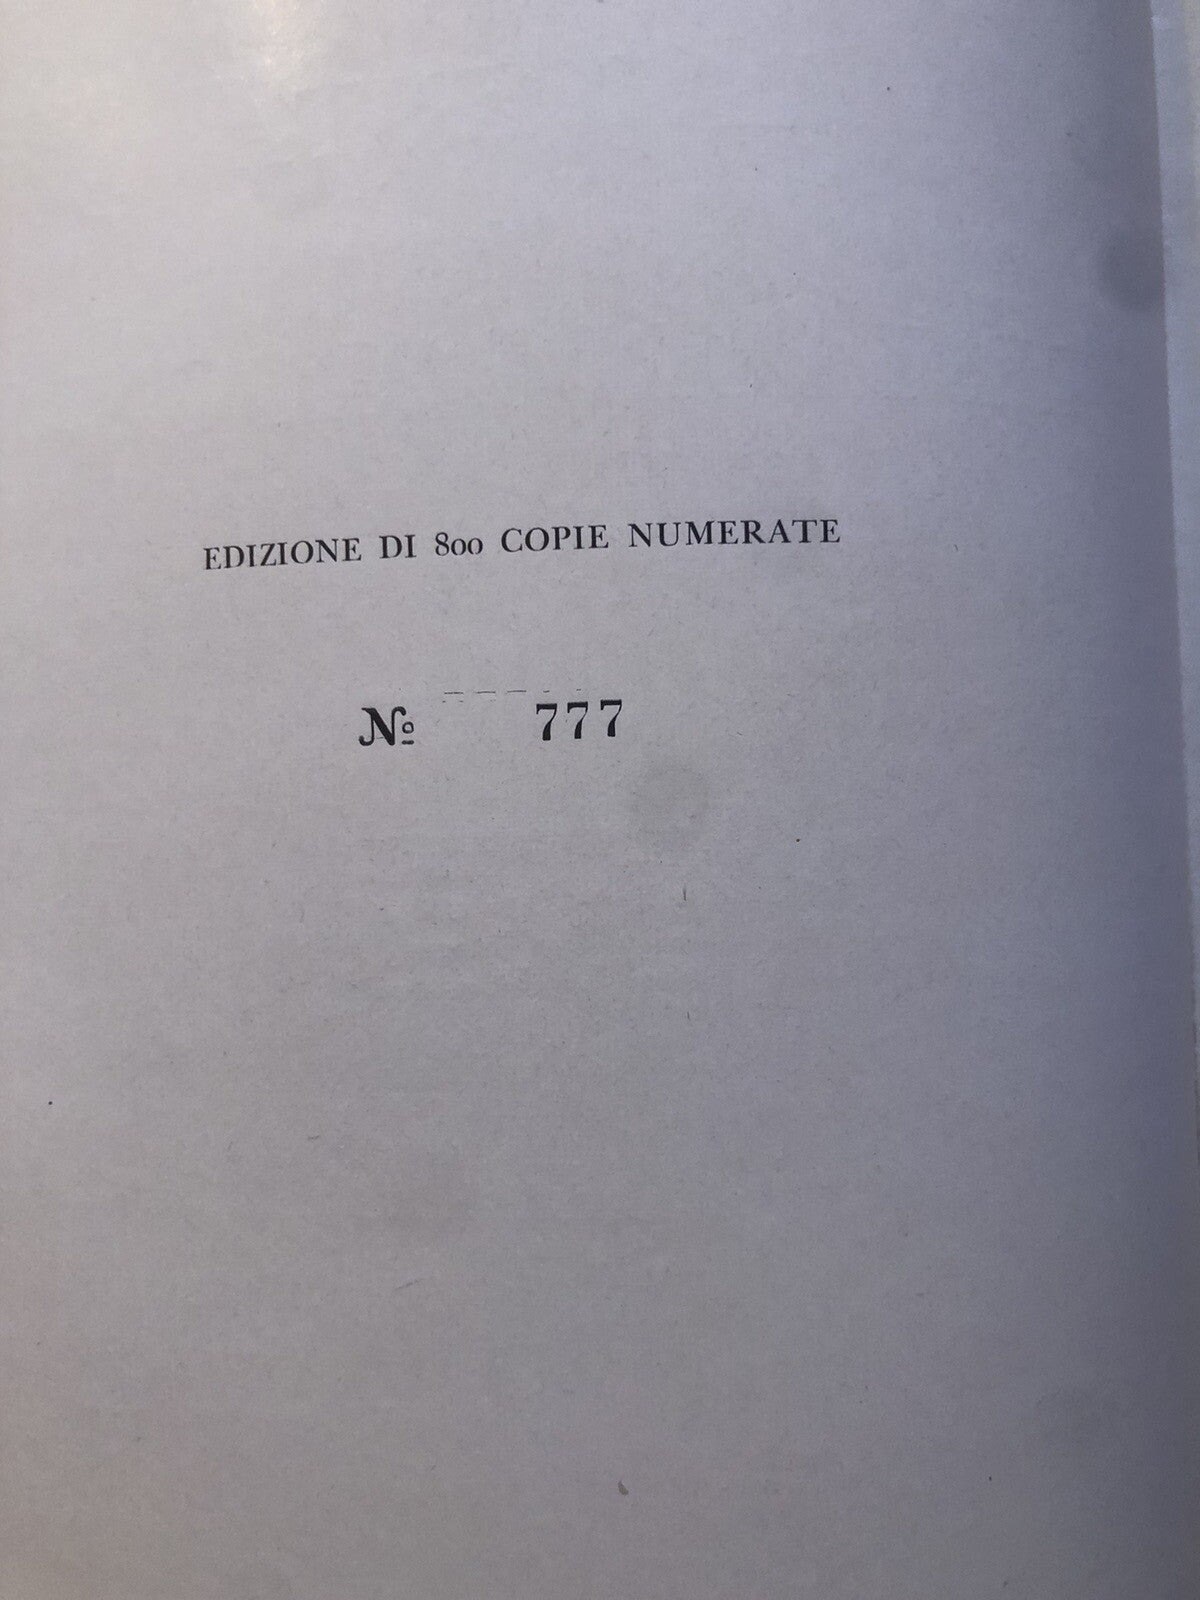 EDIZIONE DI 800 COPIE NUMERATE
№ 777